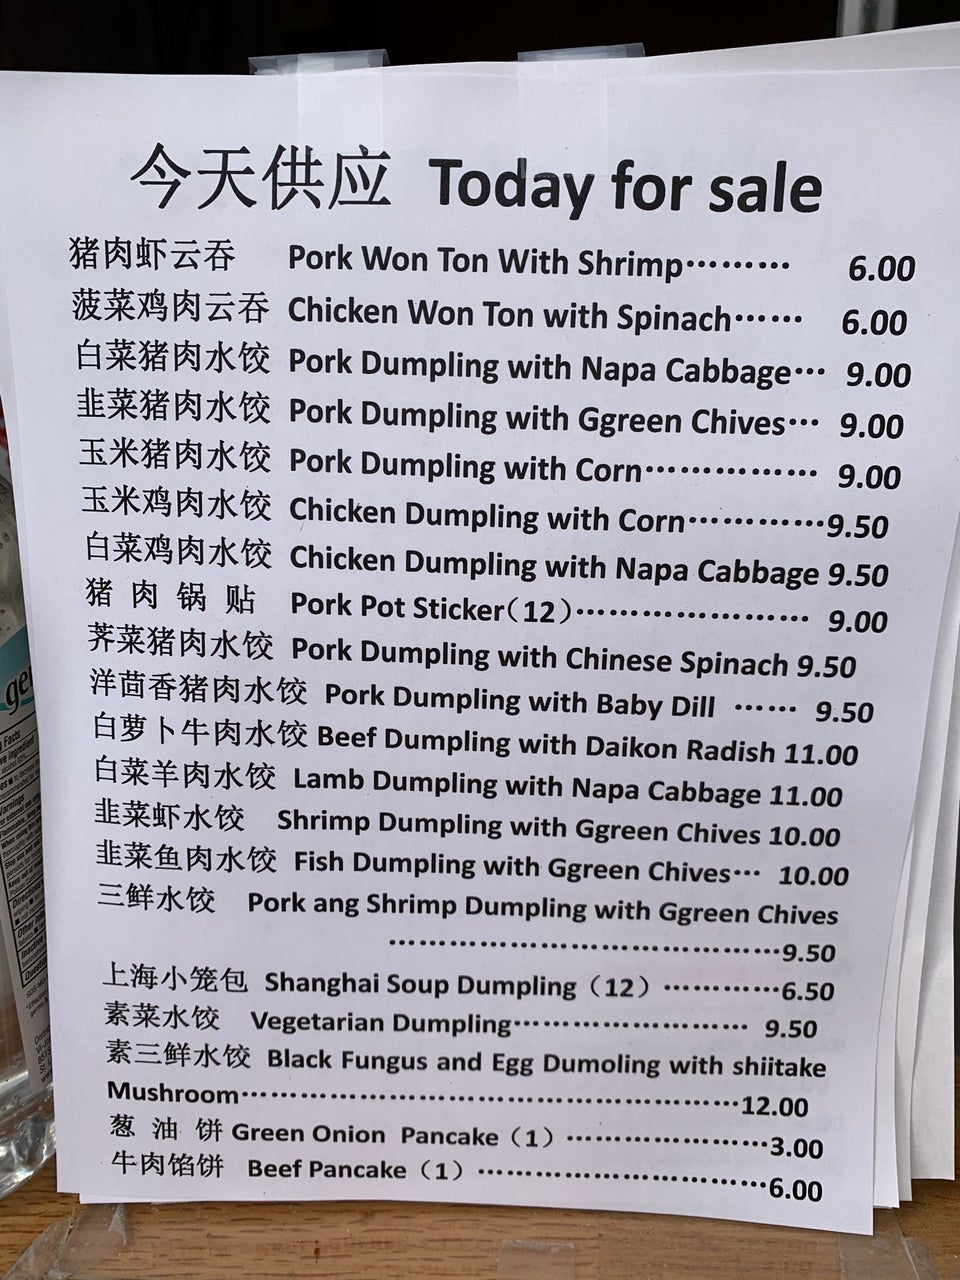 今天供应 Today for sale
猪肉虾云吞 Pork Won Ton With Shrimp········· 6.00
菠菜鸡肉云吞 Chicken Won Ton with Spinach······ 6.00
白菜猪肉水饺 Pork Dumpling with Napa Cabbage··· 9.00
韭菜猪肉水饺 Pork Dumpling with Ggreen Chives··· 9.00
玉米猪肉水饺 Pork Dumpling with Corn··············· 9.00
玉米鸡肉水饺 Chicken Dumpling with Corn············9.50
白菜鸡肉水饺 Chicken Dumpling with Napa Cabbage 9.50
猪 肉 锅 贴 Pork Pot Sticker（12）····················· 9.00
荠菜猪肉水饺 Pork Dumpling with Chinese Spinach 9.50
洋茴香猪肉水饺 Pork Dumpling with Baby Dill ······ 9.50
白萝卜牛肉水饺 Beef Dumpling with Daikon Radish 11.00
白菜羊肉水饺 Lamb Dumpling with Napa Cabbage 11.00
韭菜虾水饺 Shrimp Dumpling with Ggreen Chives 10.00
韭菜鱼肉水饺 Fish Dumpling with Ggreen Chives··· 10.00
三鲜水饺 Pork ang Shrimp Dumpling with Ggreen Chives
·······································9.50
上海小笼包 Shanghai Soup Dumpling（12）············6.50
素菜水饺 Vegetarian Dumpling························ 9.50
素三鲜水饺 Black Fungus and Egg Dumoling with shiitake
Mushroom···················································12.00
葱 油 饼 Green Onion Pancake（1）·····················3.00
牛肉馅饼 Beef Pancake（1）······························6.00